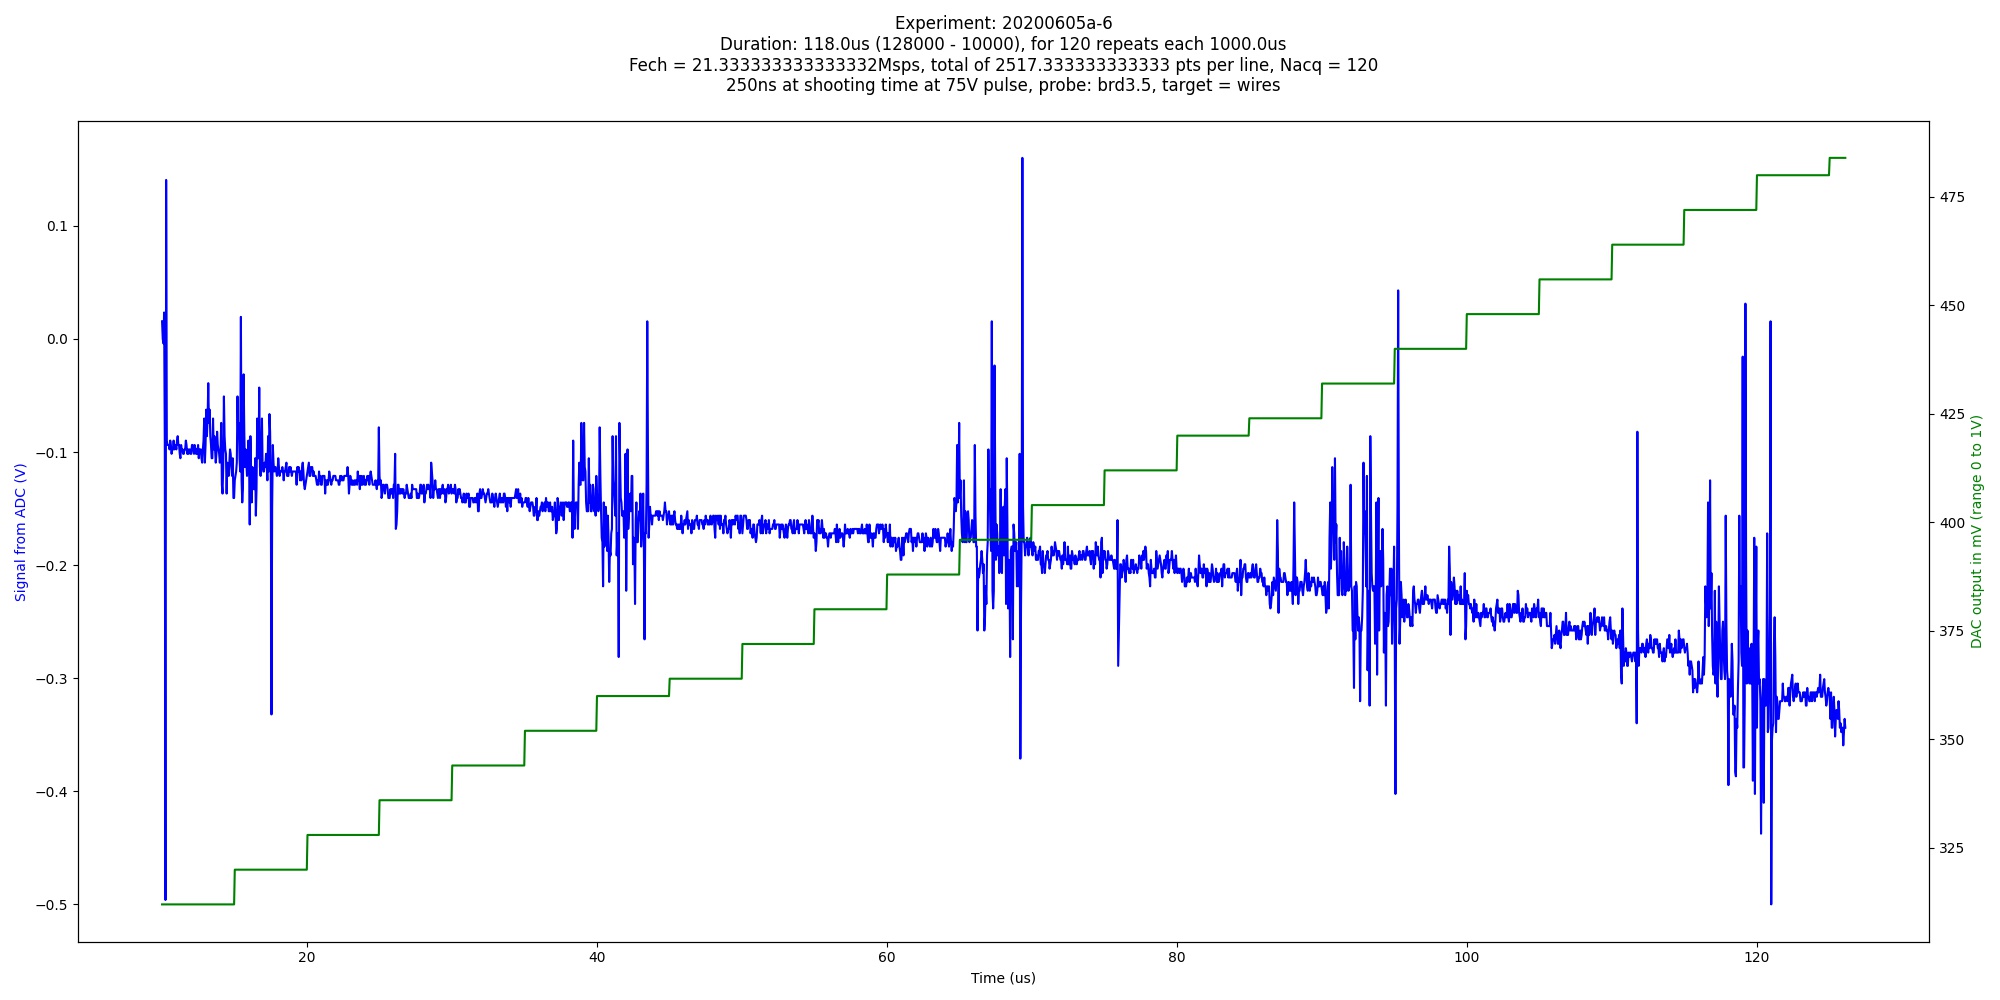 Experiment: 20200605a-6
Duration: 118.0us (128000 - 10000), for 120 repeats each 1000.0us
Fech = 21.333333333333332Msps, total of 2517.333333333333 pts per line, Nacq = 120
250ns at shooting time at 75V pulse, probe: brd3.5, target = wires
Signal from ADC (V)
0.1
0.0
−0.1
−0.2
−0.3
−0.4
−0.5
20
40
60
80
100
120
Time (us)
475
450
425
400
375
350
325
DAC output in mV (range 0 to 1V)